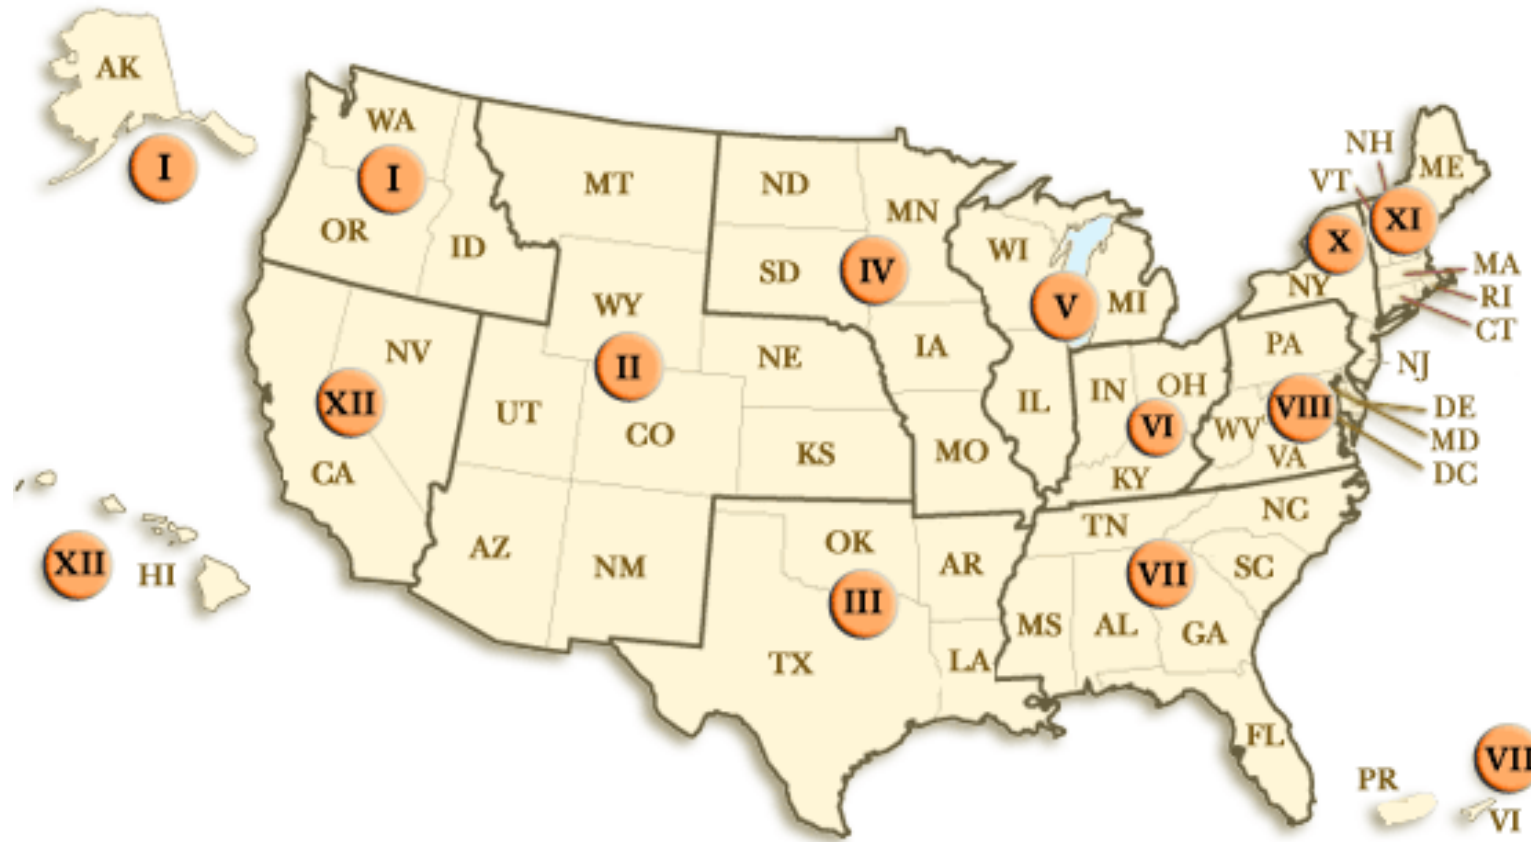 AK
I
WA
I
OR
ID
MT
ND
MN
SD
IV
WY
II
NE
IA
WI
V
MI
IL
NV
XII
CA
UT
CO
KS
MO
AZ
NM
OK
III
TX
AR
LA
IN
OH
VI
KY
TN
NC
VII
SC
MS
AL
GA
FL
NH
VT
ME
XI
X
NY
MA
RI
CT
PA
NJ
VIII
WV
VA
DE
MD
DC
XII
HI
PR
VII
VI